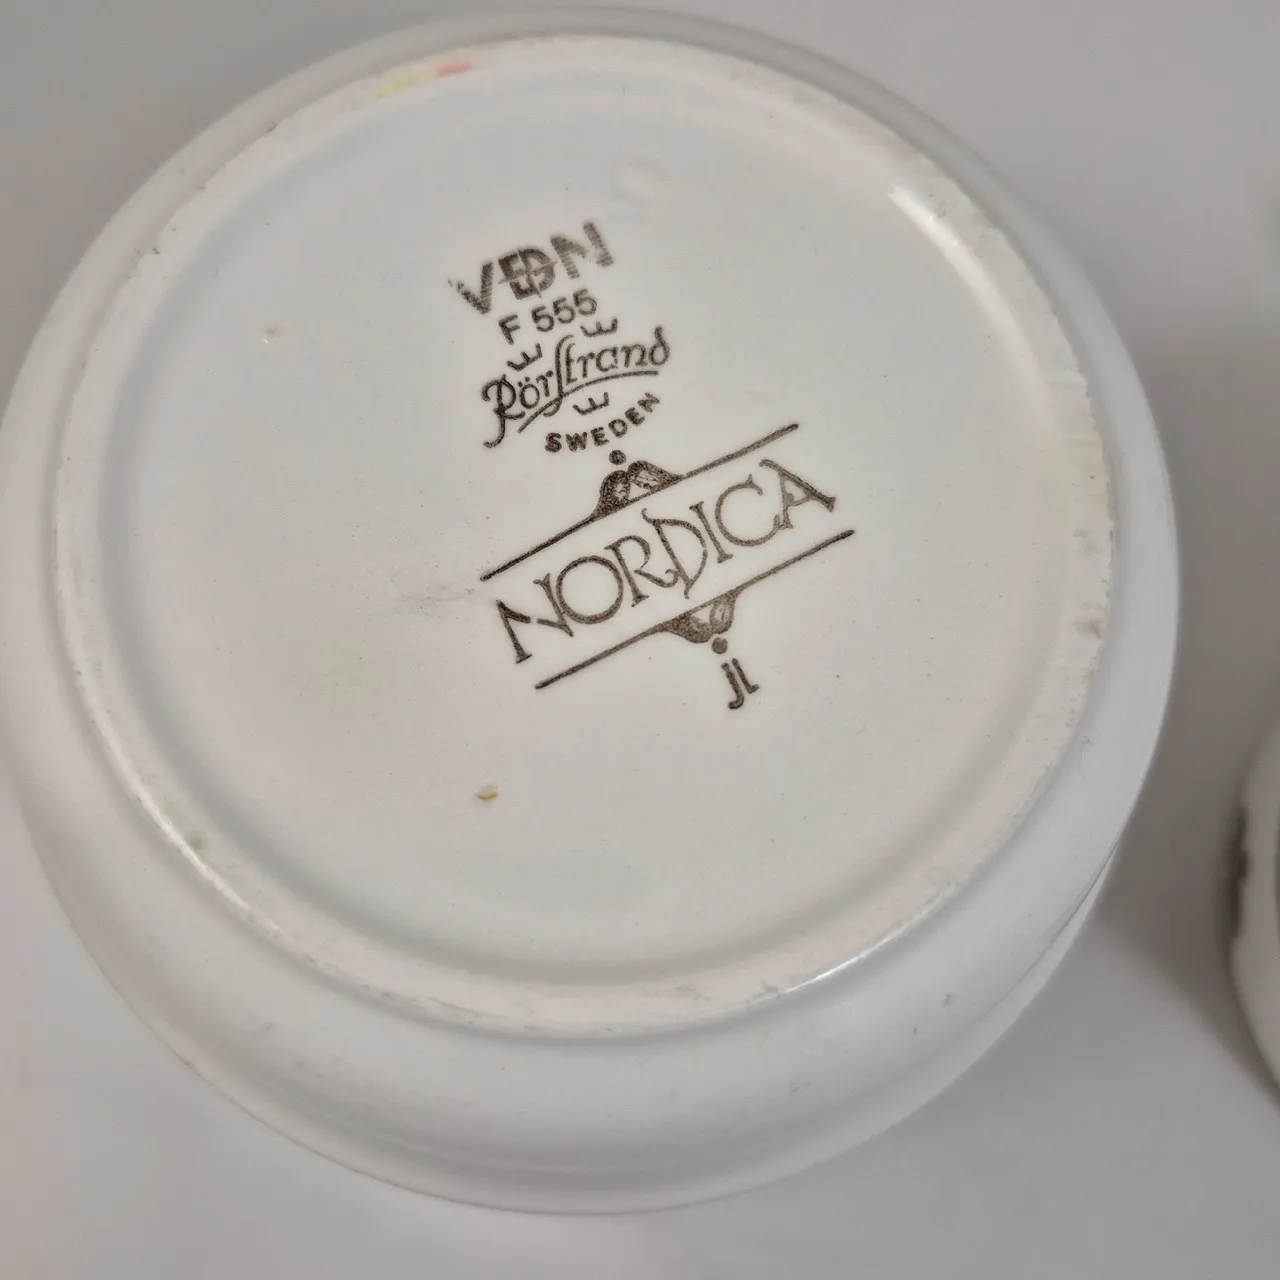 VDN
F 555
Rörstrand
SWEDEN
NORDICA
jl